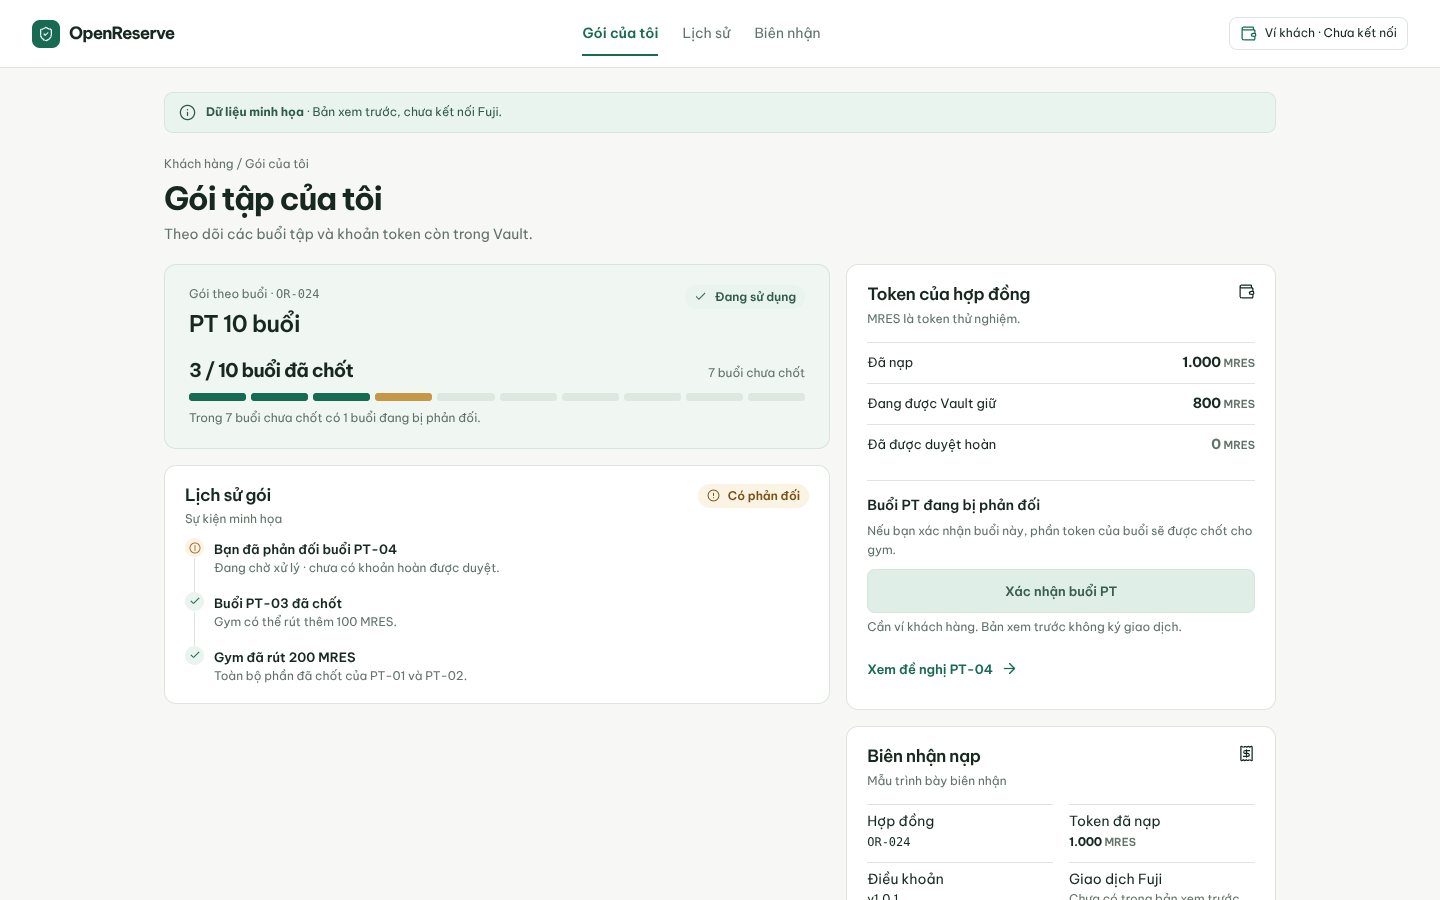 OpenReserve
Gói của tôi
Lịch sử
Biên nhận
Ví khách · Chưa kết nối
Dữ liệu minh họa · Bản xem trước, chưa kết nối Fuji.
Khách hàng / Gói của tôi
Gói tập của tôi
Theo dõi các buổi tập và khoản token còn trong Vault.
Gói theo buổi · OR-024
Đang sử dụng
PT 10 buổi
3 / 10 buổi đã chốt
7 buổi chưa chốt
Trong 7 buổi chưa chốt có 1 buổi đang bị phản đối.
Lịch sử gói
Có phản đối
Sự kiện minh họa
Bạn đã phản đối buổi PT-04
Đang chờ xử lý · chưa có khoản hoàn được duyệt.
Buổi PT-03 đã chốt
Gym có thể rút thêm 100 MRES.
Gym đã rút 200 MRES
Toàn bộ phần đã chốt của PT-01 và PT-02.
Token của hợp đồng
MRES là token thử nghiệm.
Đã nạp
1.000 MRES
Đang được Vault giữ
800 MRES
Đã được duyệt hoàn
0 MRES
Buổi PT đang bị phản đối
Nếu bạn xác nhận buổi này, phần token của buổi sẽ được chốt cho
gym.
Xác nhận buổi PT
Cần ví khách hàng. Bản xem trước không ký giao dịch.
Xem đề nghị PT-04
Biên nhận nạp
Mẫu trình bày biên nhận
Hợp đồng
OR-024
Token đã nạp
1.000 MRES
Điều khoản
v1.0.1
Giao dịch Fuji
Chưa có trong bản xem trước